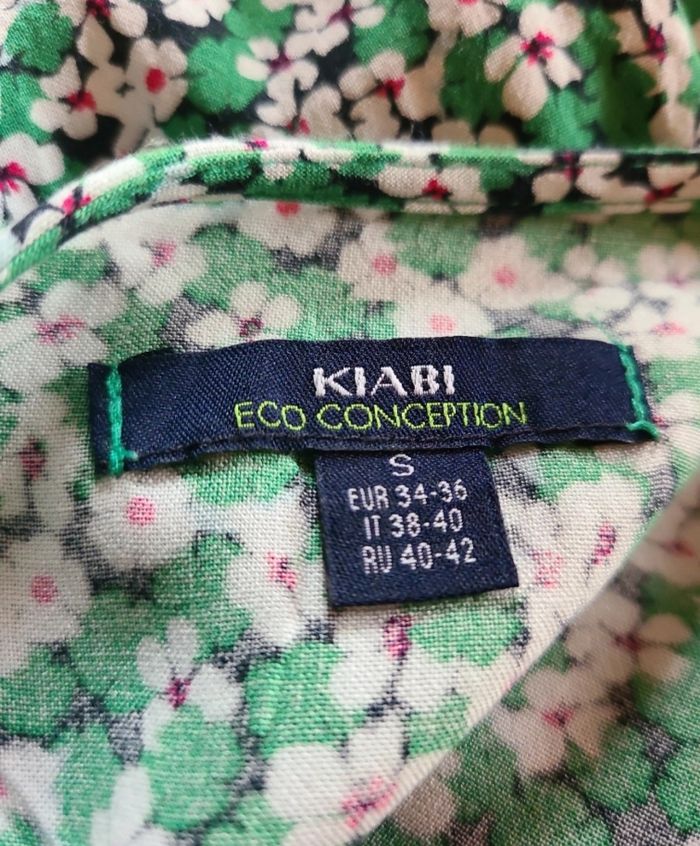 KIABI
ECO CONCEPTION
S
EUR 34-36
IT 38-40
RU 40-42